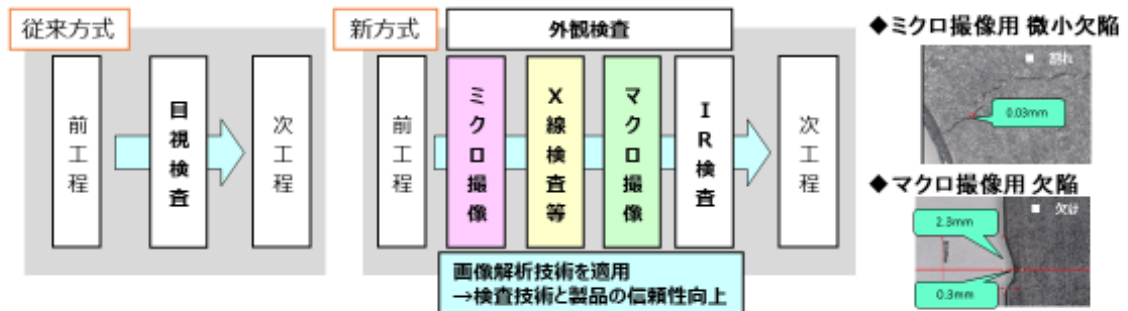 従来方式
前工程
目視検査
次工程
新方式
外観検査
前工程
ミクロ撮像
X線検査等
マクロ撮像
IR検査
次工程
画像解析技術を適用
→検査技術と製品の信頼性向上
◆ミクロ撮像用 微小欠陥
■ 割れ
0.03mm
◆マクロ撮像用 欠陥
■ 欠け
2.3mm
0.3mm